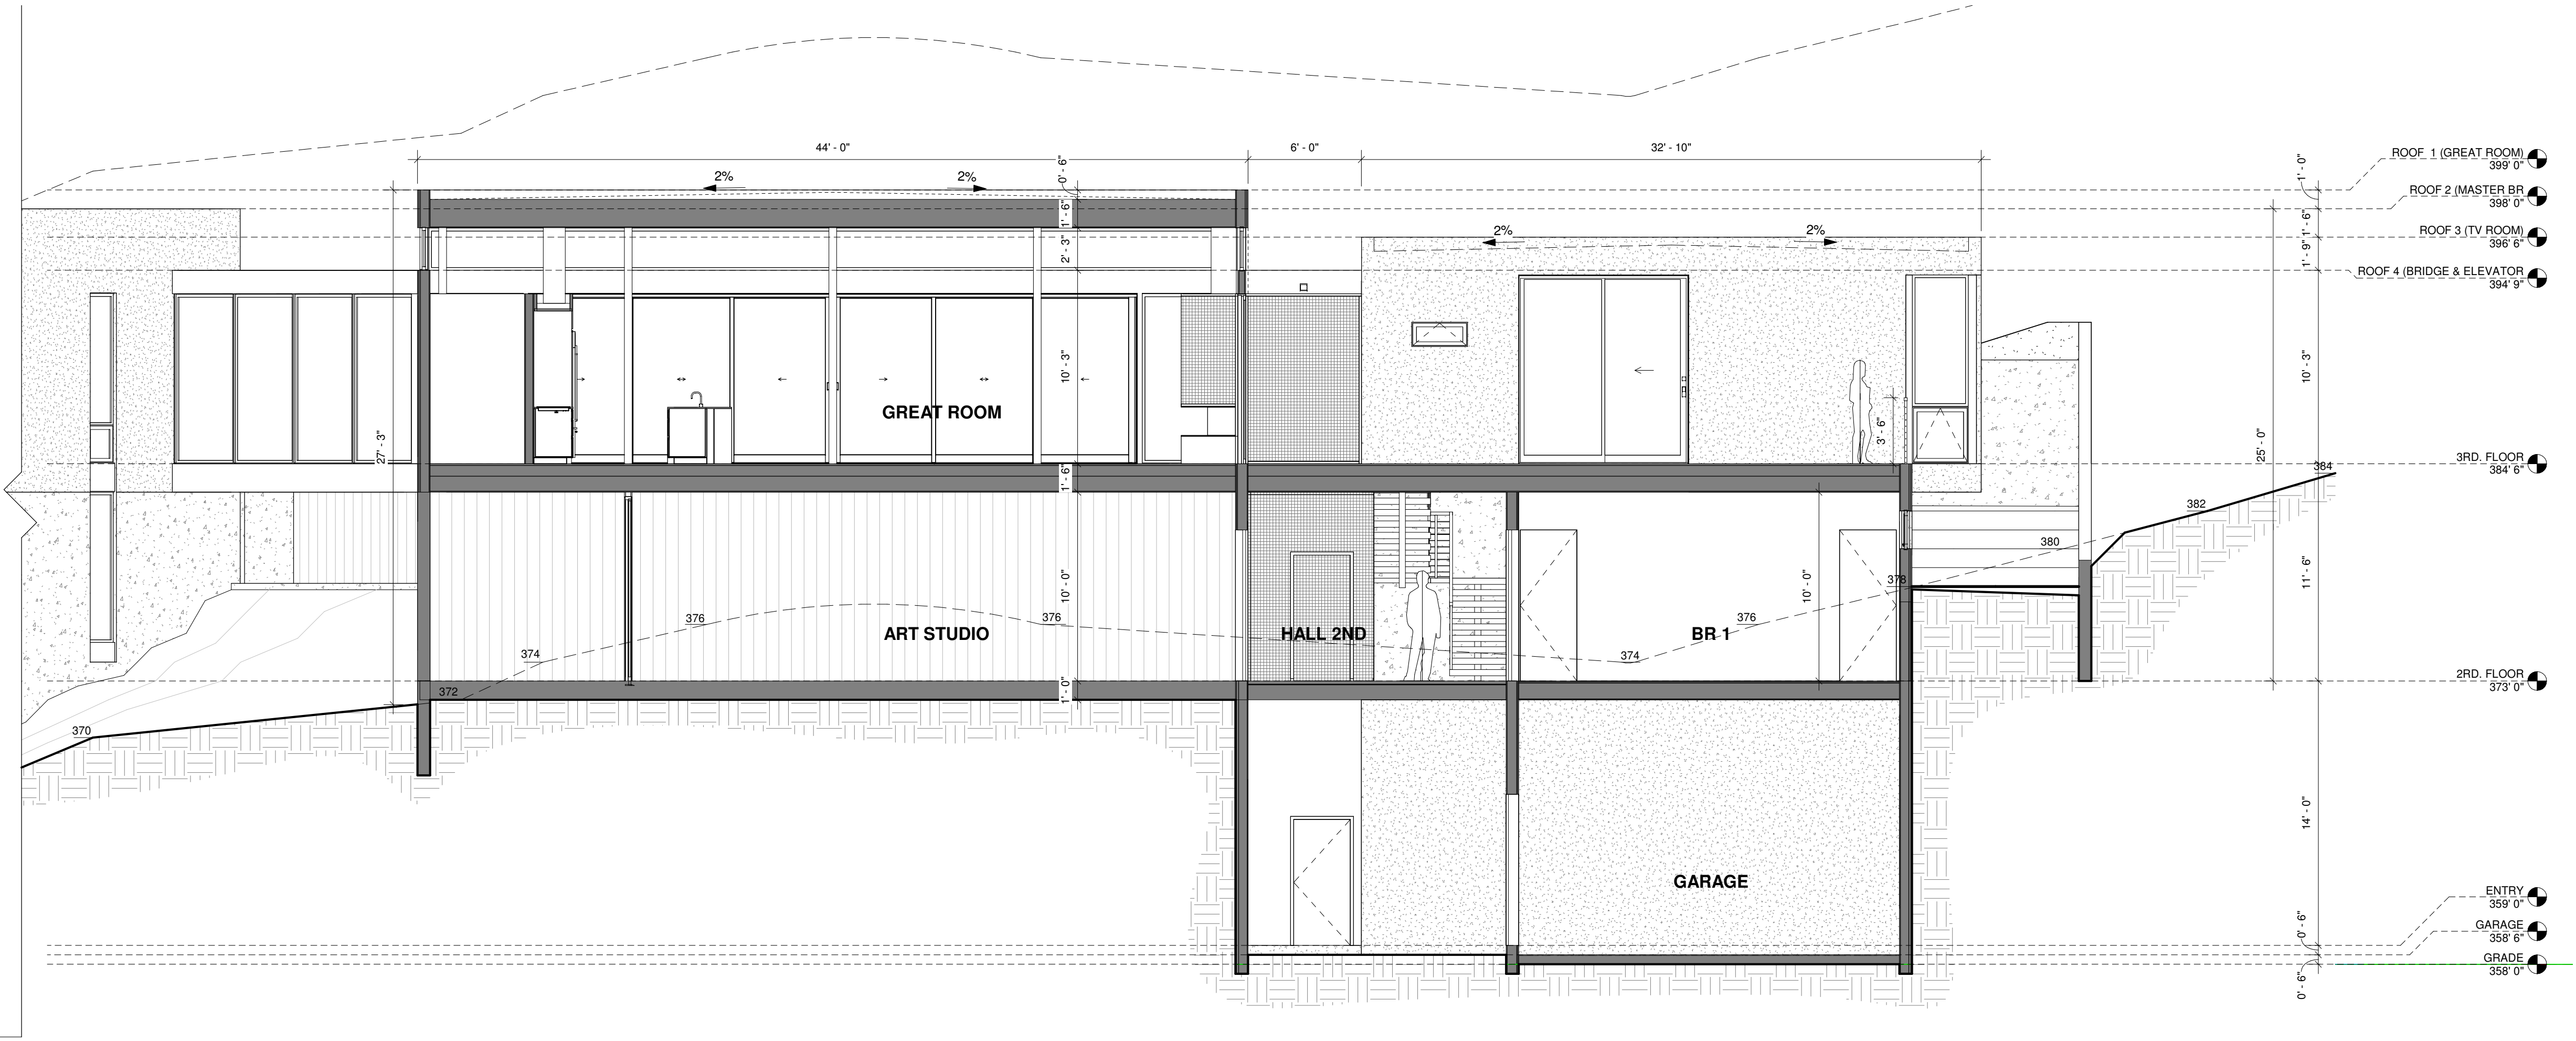 44' - 0"
6' - 0"
32' - 10"
ROOF 1 (GREAT ROOM)
399' 0"
1' - 0"
0' - 6"
2%
2%
ROOF 2 (MASTER BR
398' 0"
1' - 6"
1' - 6"
2%
2%
ROOF 3 (TV ROOM)
396' 6"
2' - 3"
1' - 9"
ROOF 4 (BRIDGE & ELEVATOR
394' 9"
10' - 3"
10' - 3"
GREAT ROOM
3' - 6"
27' - 3"
25' - 0"
3RD. FLOOR
384' 6"
384
1' - 6"
382
380
378
11' - 6"
10' - 0"
10' - 0"
376
376
376
ART STUDIO
HALL 2ND
BR 1
374
374
2RD. FLOOR
373' 0"
372
1' - 0"
370
14' - 0"
GARAGE
ENTRY
359' 0"
0' - 6"
GARAGE
358' 6"
GRADE
358' 0"
0' - 6"